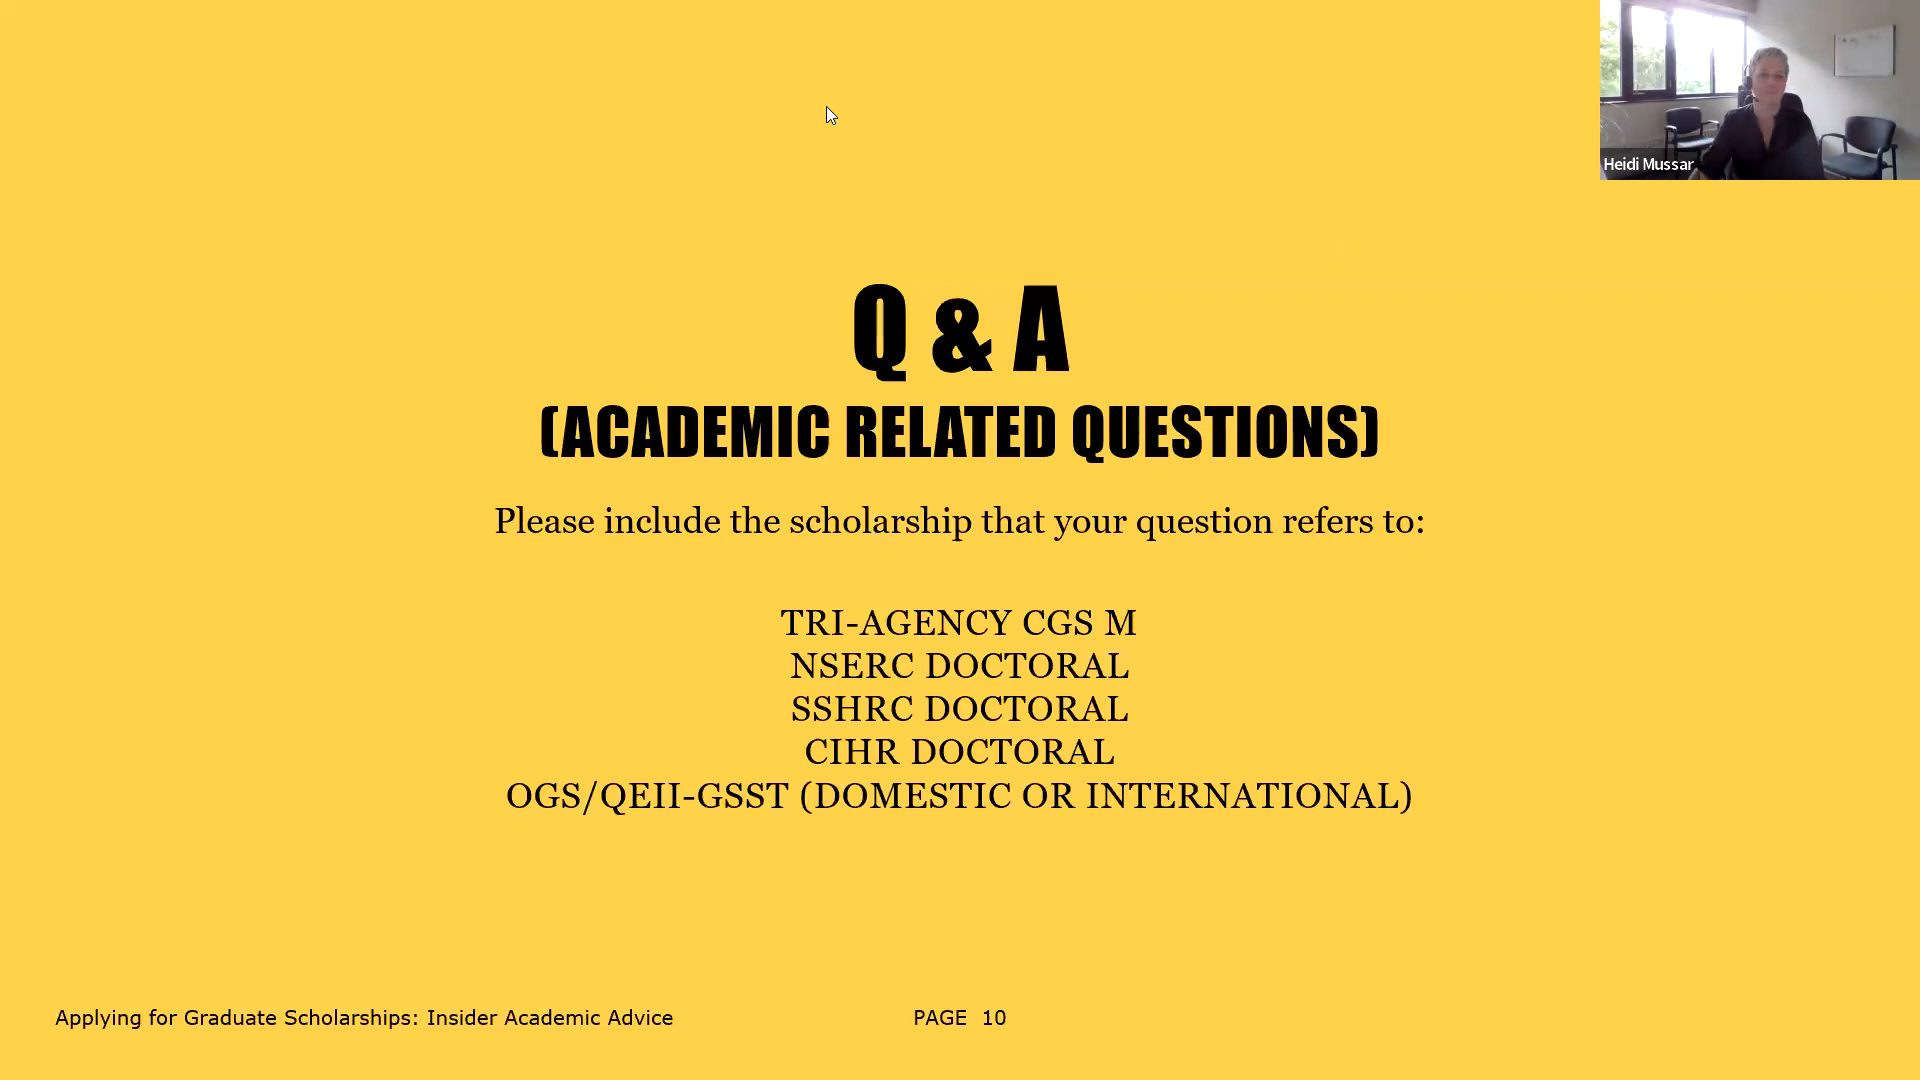 Heidi Mussar
Q & A
(ACADEMIC RELATED QUESTIONS)
Please include the scholarship that your question refers to:
TRI-AGENCY CGS M
NSERC DOCTORAL
SSHRC DOCTORAL
CIHR DOCTORAL
OGS/QEII-GSST (DOMESTIC OR INTERNATIONAL)
Applying for Graduate Scholarships: Insider Academic Advice
PAGE 10